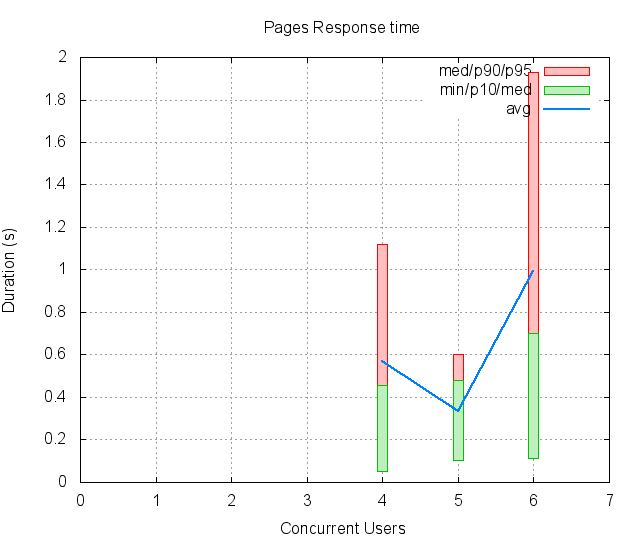 Pages Response time
med/p90/p95
min/p10/med
avg
Duration (s)
2
1.8
1.6
1.4
1.2
1
0.8
0.6
0.4
0.2
0
0 1 2 3 4 5 6 7
Concurrent Users